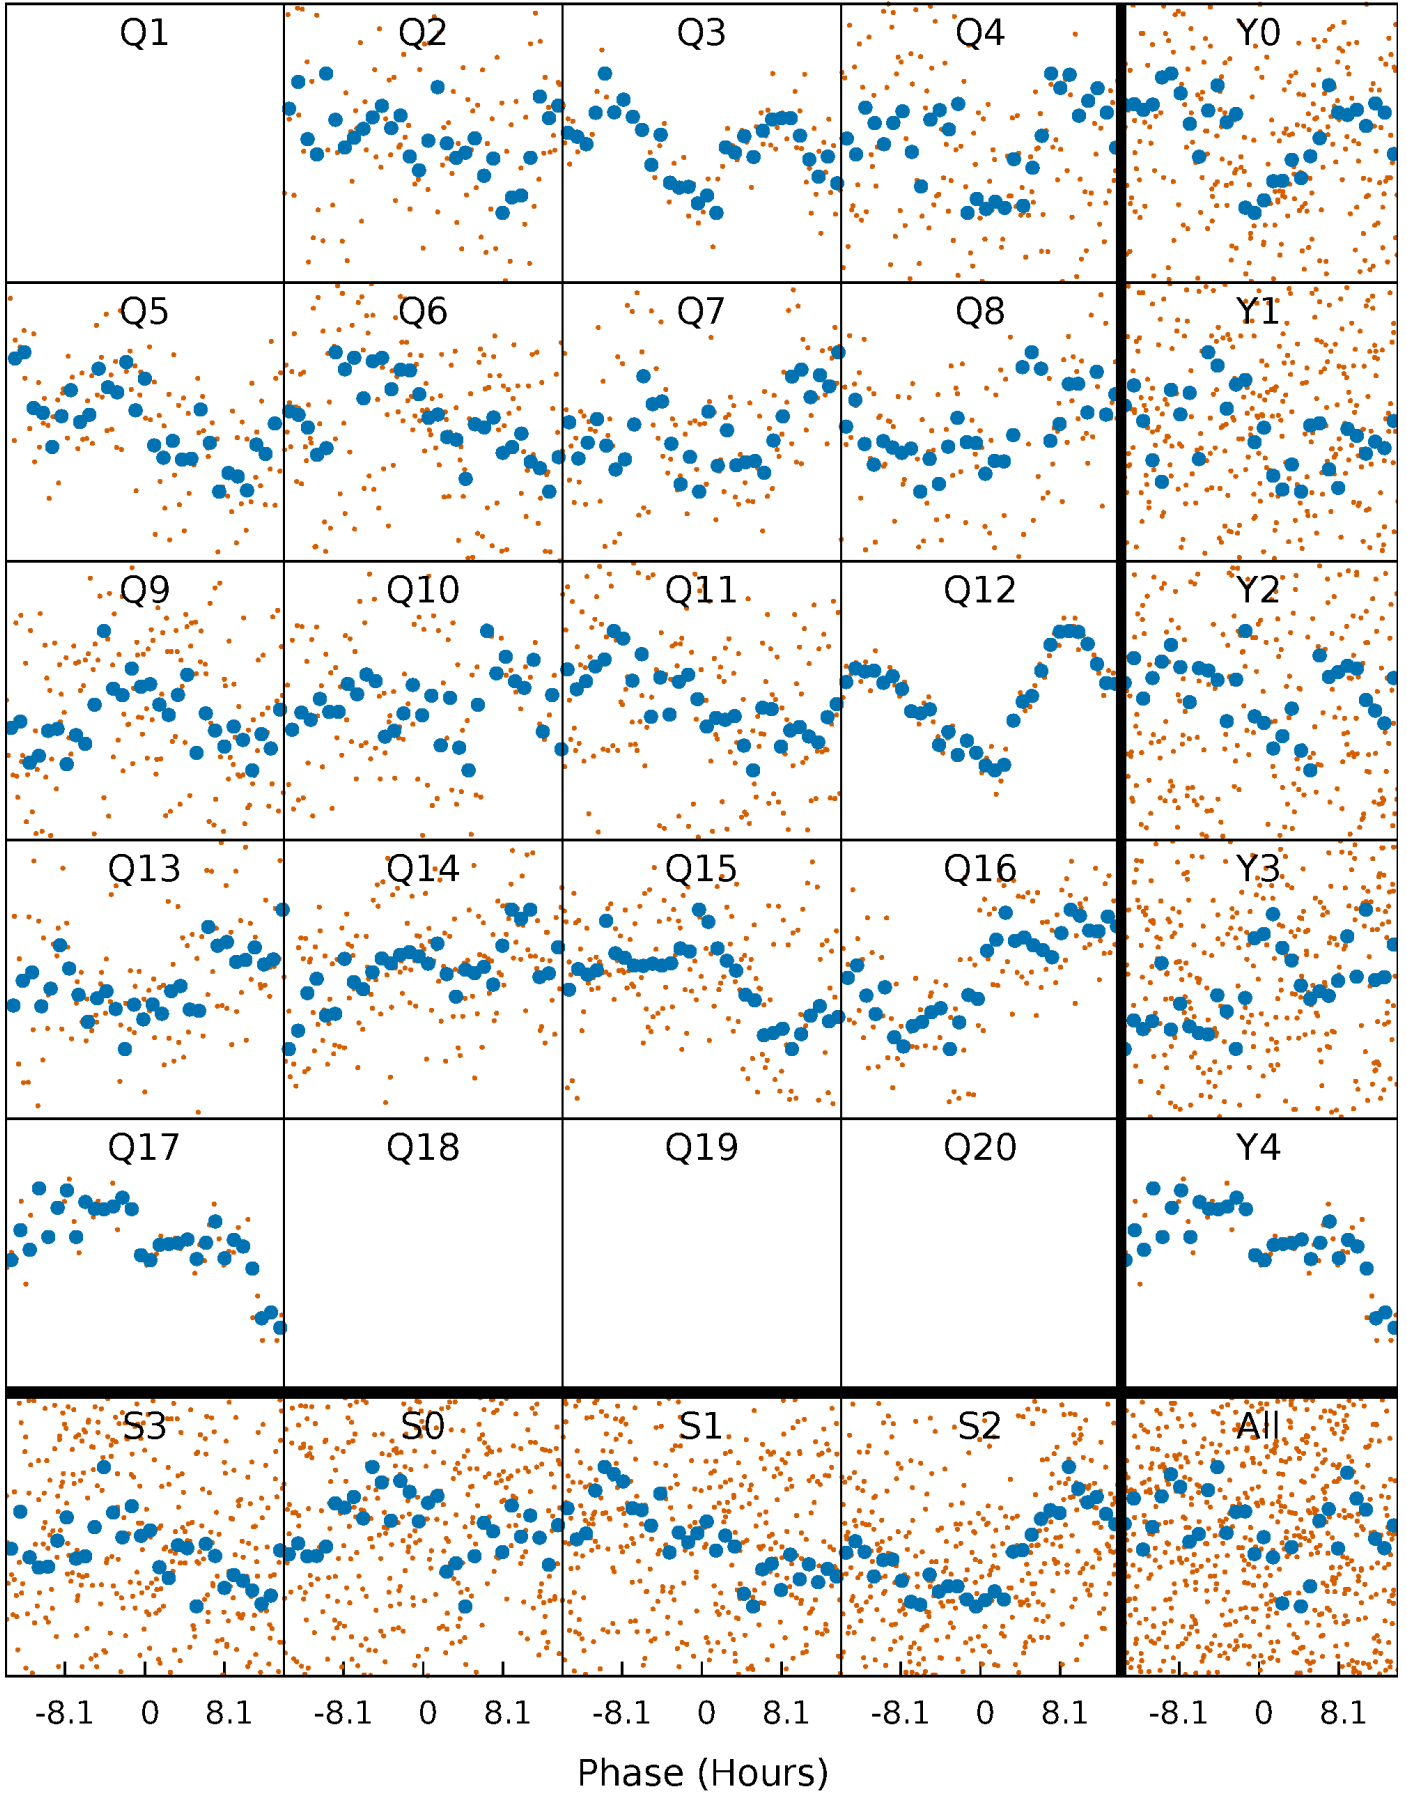 Q1 Q2 Q3 Q4 Y0
Q5 Q6 Q7 Q8 Y1
Q9 Q10 Q11 Q12 Y2
Q13 Q14 Q15 Q16 Y3
Q17 Q18 Q19 Q20 Y4
S3 S0 S1 S2 All
-8.1 0 8.1 -8.1 0 8.1 -8.1 0 8.1 -8.1 0 8.1 -8.1 0 8.1
Phase (Hours)